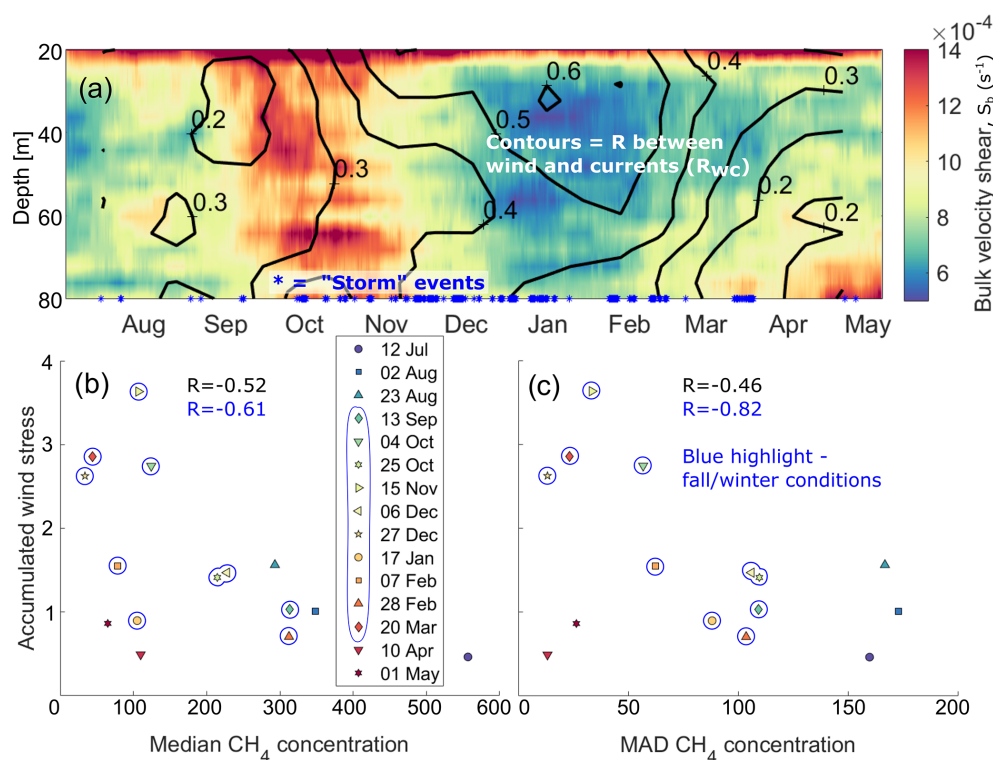 ×10⁻⁴
20
40
60
80
Depth [m]
(a)
0.2
0.3
0.3
0.4
0.5
0.6
0.4
0.3
0.2
0.2
Contours = R between
wind and currents (RWC)
* = "Storm" events
14
12
10
8
6
Bulk velocity shear, Sb (s⁻¹)
Aug Sep Oct Nov Dec Jan Feb Mar Apr May
(b)
R=-0.52
R=-0.61
4
3
2
1
Accumulated wind stress
0 100 200 300 400 500 600
Median CH₄ concentration
12 Jul
02 Aug
23 Aug
13 Sep
04 Oct
25 Oct
15 Nov
06 Dec
27 Dec
17 Jan
07 Feb
28 Feb
20 Mar
10 Apr
01 May
(c)
R=-0.46
R=-0.82
Blue highlight -
fall/winter conditions
0 50 100 150 200
MAD CH₄ concentration